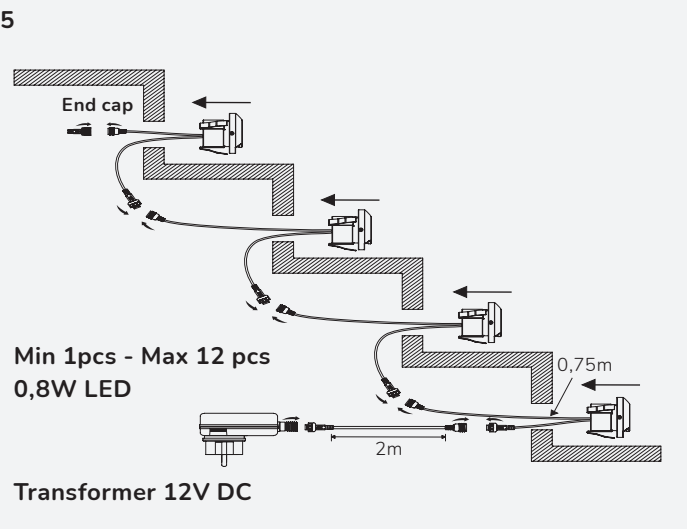 5
End cap
Min 1pcs - Max 12 pcs
0,8W LED
0,75m
2m
Transformer 12V DC